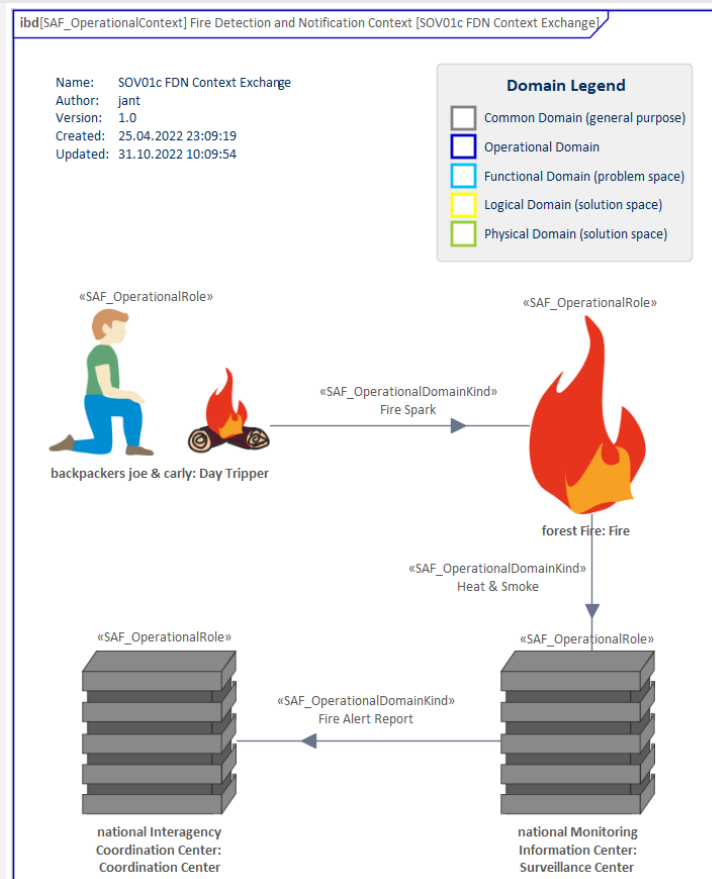 ibd[SAF_OperationalContext] Fire Detection and Notification Context [SOV01c FDN Context Exchange]
Name: SOV01c FDN Context Exchange
Author: jant
Version: 1.0
Created: 25.04.2022 23:09:19
Updated: 31.10.2022 10:09:54
Domain Legend
Common Domain (general purpose)
Operational Domain
Functional Domain (problem space)
Logical Domain (solution space)
Physical Domain (solution space)
«SAF_OperationalRole»
«SAF_OperationalRole»
«SAF_OperationalDomainKind»
Fire Spark
backpackers joe & carly: Day Tripper
forest Fire: Fire
«SAF_OperationalDomainKind»
Heat & Smoke
«SAF_OperationalRole»
«SAF_OperationalRole»
«SAF_OperationalDomainKind»
Fire Alert Report
national Interagency
Coordination Center:
Coordination Center
national Monitoring
Information Center:
Surveillance Center